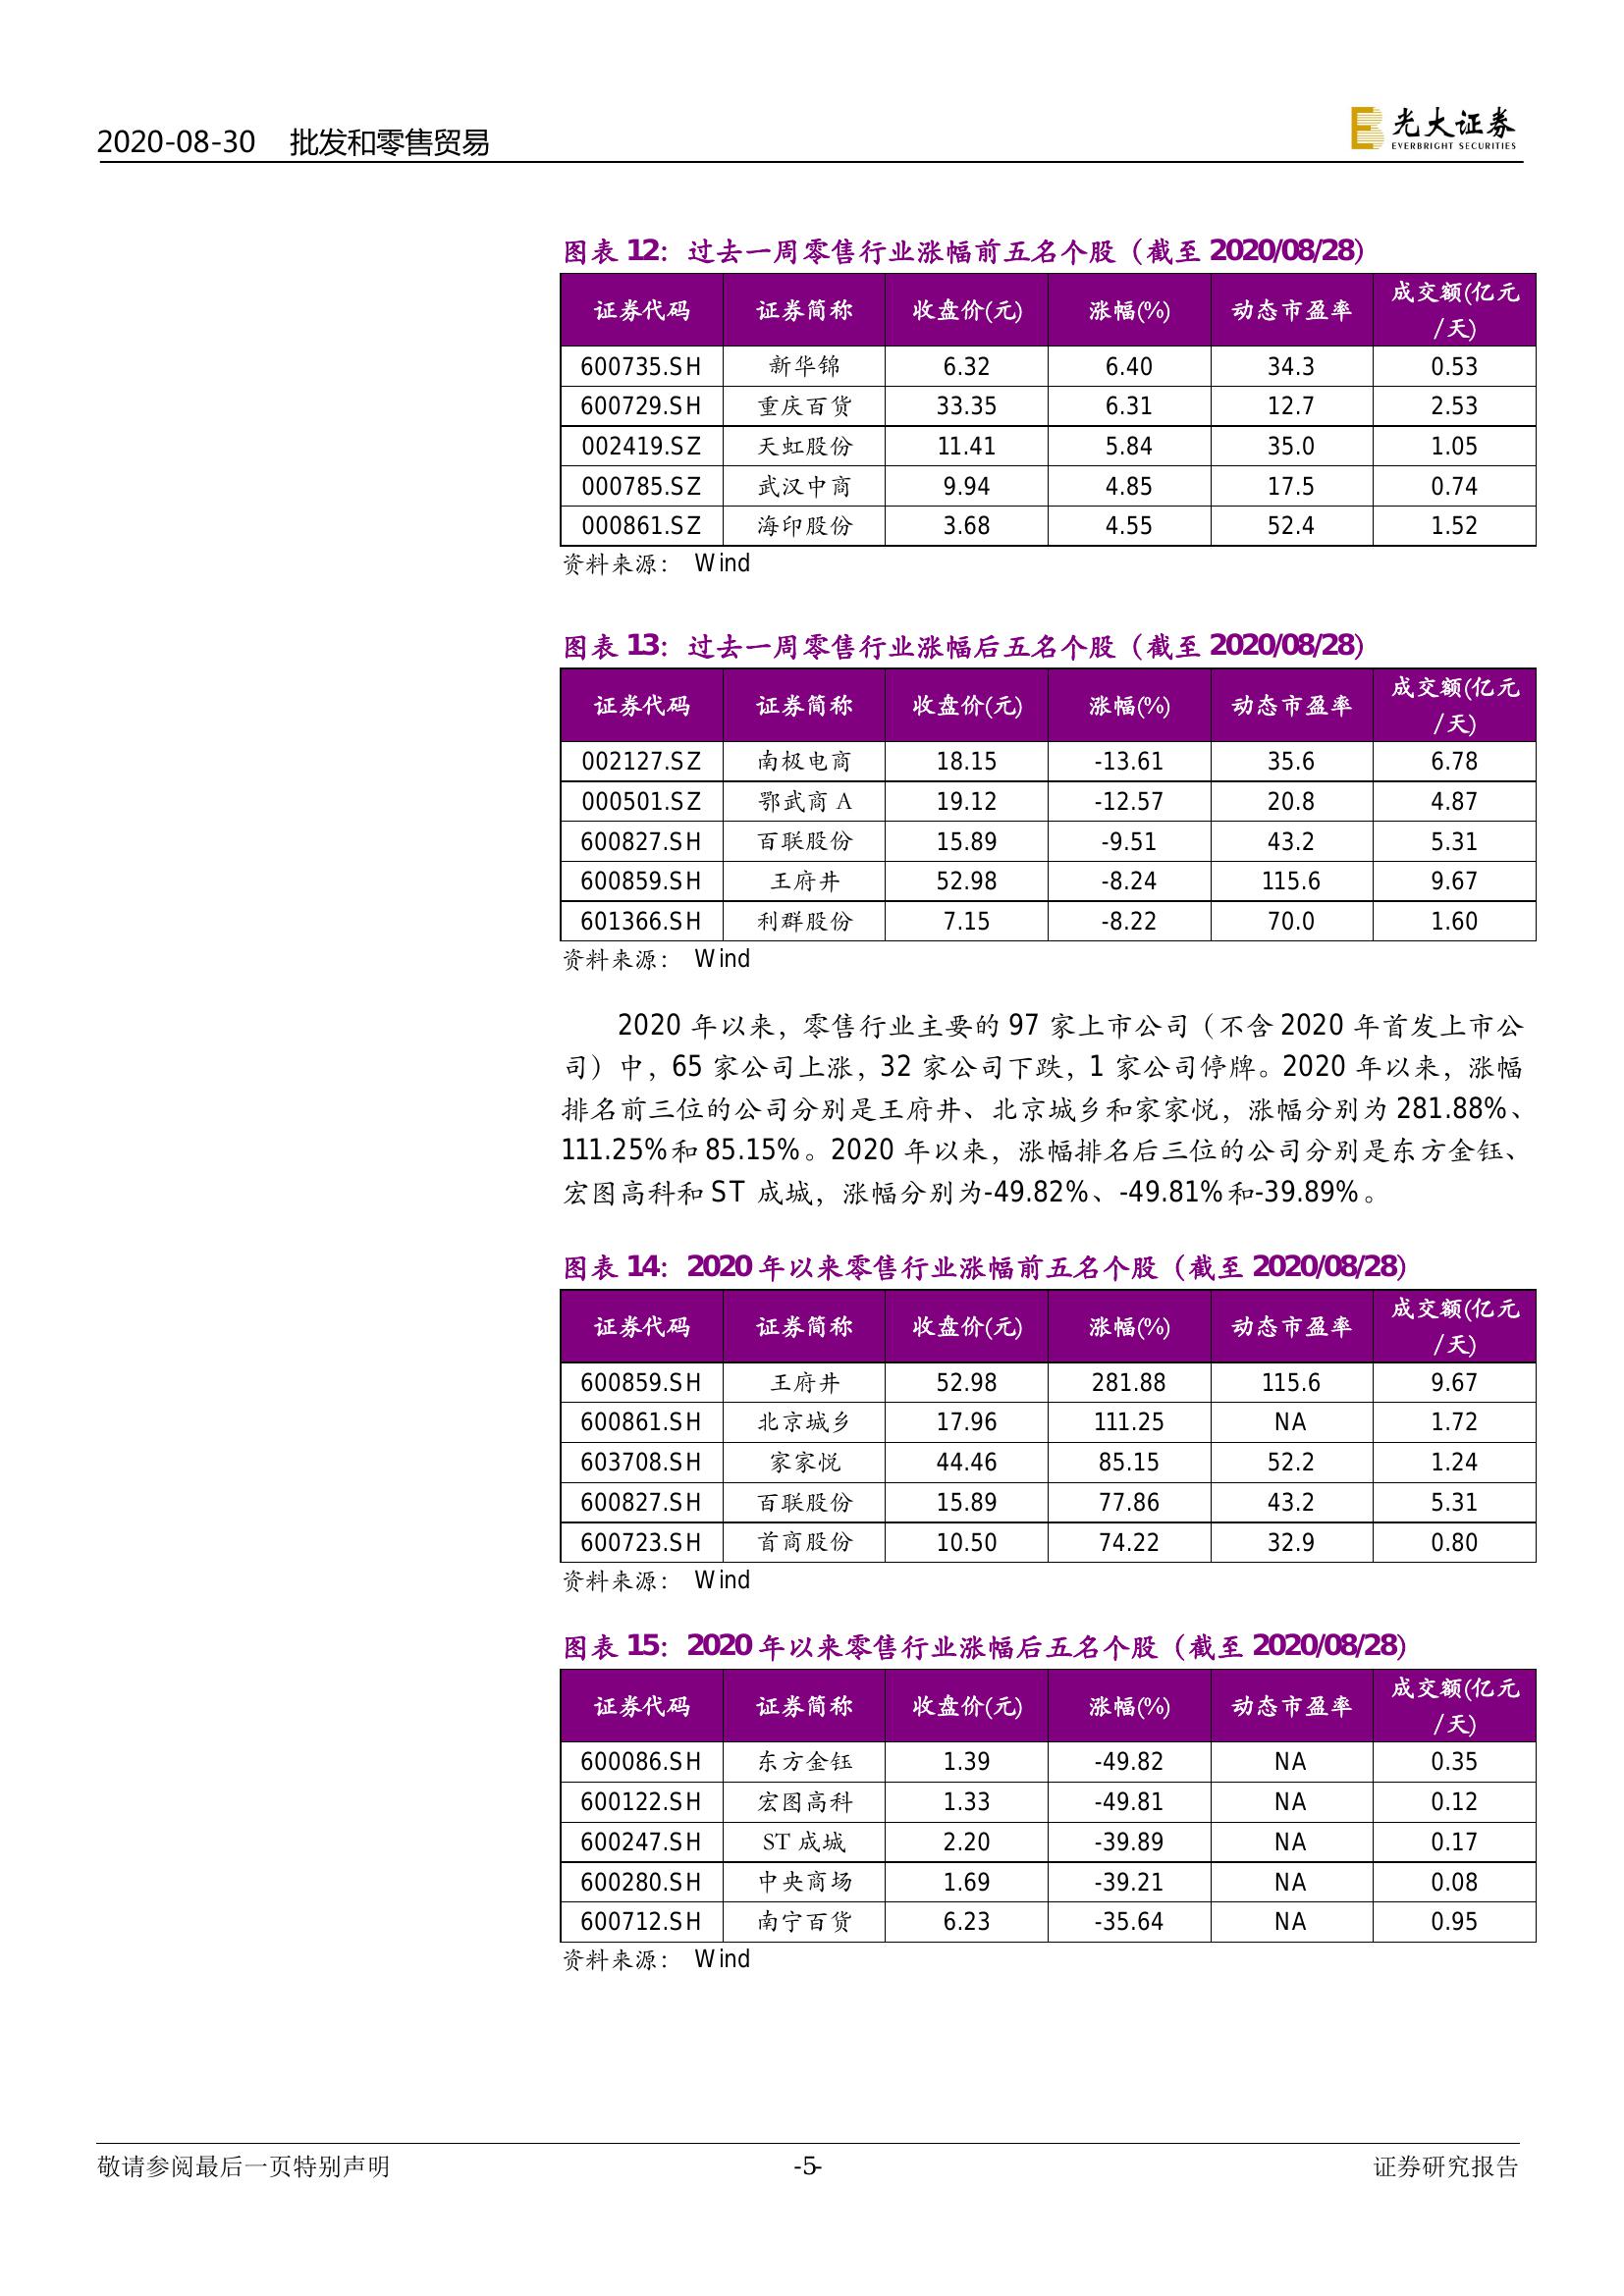 2020-08-30 批发和零售贸易
光大证券
EVERBRIGHT SECURITIES
图表 12：过去一周零售行业涨幅前五名个股（截至 2020/08/28）
证券代码 证券简称 收盘价(元) 涨幅(%) 动态市盈率 成交额(亿元
/天)
600735.SH 新华锦 6.32 6.40 34.3 0.53
600729.SH 重庆百货 33.35 6.31 12.7 2.53
002419.SZ 天虹股份 11.41 5.84 35.0 1.05
000785.SZ 武汉中商 9.94 4.85 17.5 0.74
000861.SZ 海印股份 3.68 4.55 52.4 1.52
资料来源： Wind
图表 13：过去一周零售行业涨幅后五名个股（截至 2020/08/28）
证券代码 证券简称 收盘价(元) 涨幅(%) 动态市盈率 成交额(亿元
/天)
002127.SZ 南极电商 18.15 -13.61 35.6 6.78
000501.SZ 鄂武商 A 19.12 -12.57 20.8 4.87
600827.SH 百联股份 15.89 -9.51 43.2 5.31
600859.SH 王府井 52.98 -8.24 115.6 9.67
601366.SH 利群股份 7.15 -8.22 70.0 1.60
资料来源： Wind
2020 年以来，零售行业主要的 97 家上市公司（不含 2020 年首发上市公
司）中，65 家公司上涨，32 家公司下跌，1 家公司停牌。2020 年以来，涨幅
排名前三位的公司分别是王府井、北京城乡和家家悦，涨幅分别为 281.88%、
111.25%和 85.15%。2020 年以来，涨幅排名后三位的公司分别是东方金钰、
宏图高科和 ST 成城，涨幅分别为-49.82%、-49.81%和-39.89%。
图表 14：2020 年以来零售行业涨幅前五名个股（截至 2020/08/28）
证券代码 证券简称 收盘价(元) 涨幅(%) 动态市盈率 成交额(亿元
/天)
600859.SH 王府井 52.98 281.88 115.6 9.67
600861.SH 北京城乡 17.96 111.25 NA 1.72
603708.SH 家家悦 44.46 85.15 52.2 1.24
600827.SH 百联股份 15.89 77.86 43.2 5.31
600723.SH 首商股份 10.50 74.22 32.9 0.80
资料来源： Wind
图表 15：2020 年以来零售行业涨幅后五名个股（截至 2020/08/28）
证券代码 证券简称 收盘价(元) 涨幅(%) 动态市盈率 成交额(亿元
/天)
600086.SH 东方金钰 1.39 -49.82 NA 0.35
600122.SH 宏图高科 1.33 -49.81 NA 0.12
600247.SH ST 成城 2.20 -39.89 NA 0.17
600280.SH 中央商场 1.69 -39.21 NA 0.08
600712.SH 南宁百货 6.23 -35.64 NA 0.95
资料来源： Wind
敬请参阅最后一页特别声明 -5- 证券研究报告